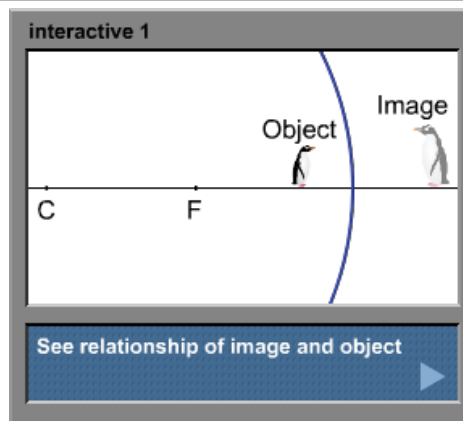 interactive 1
Image
Object
C F
See relationship of image and object